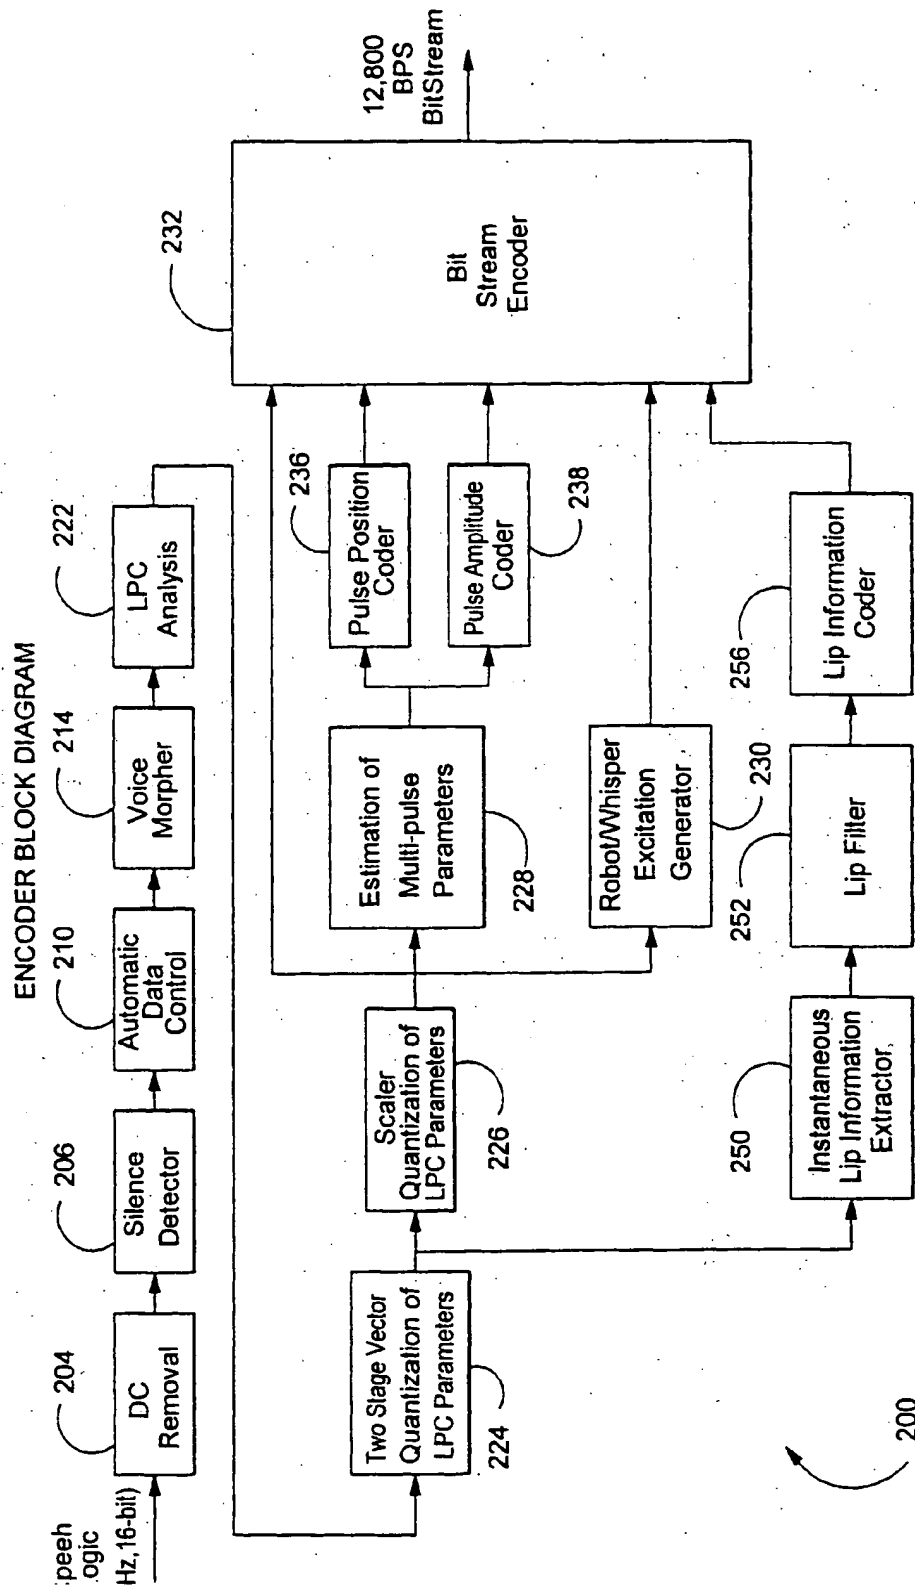 ENCODER BLOCK DIAGRAM
204
206
210
214
222
Hz,16-bit)
DC
Removal
Silence
Detector
Automatic
Data
Control
Voice
Morpher
LPC
Analysis
232
12,800
BPS
BitStream
Bit
Stream
Encoder
236
Pulse Position
Coder
Pulse Amplitude
Coder
238
Two Stage Vector
Quantization of
LPC Parameters
224
Scaler
Quantization of
LPC Parameters
226
Estimation of
Multi-pulse
Parameters
228
Robot/Whisper
Excitation
Generator
230
250
252
256
Instantaneous
Lip Information
Extractor
Lip Filter
Lip Information
Coder
200